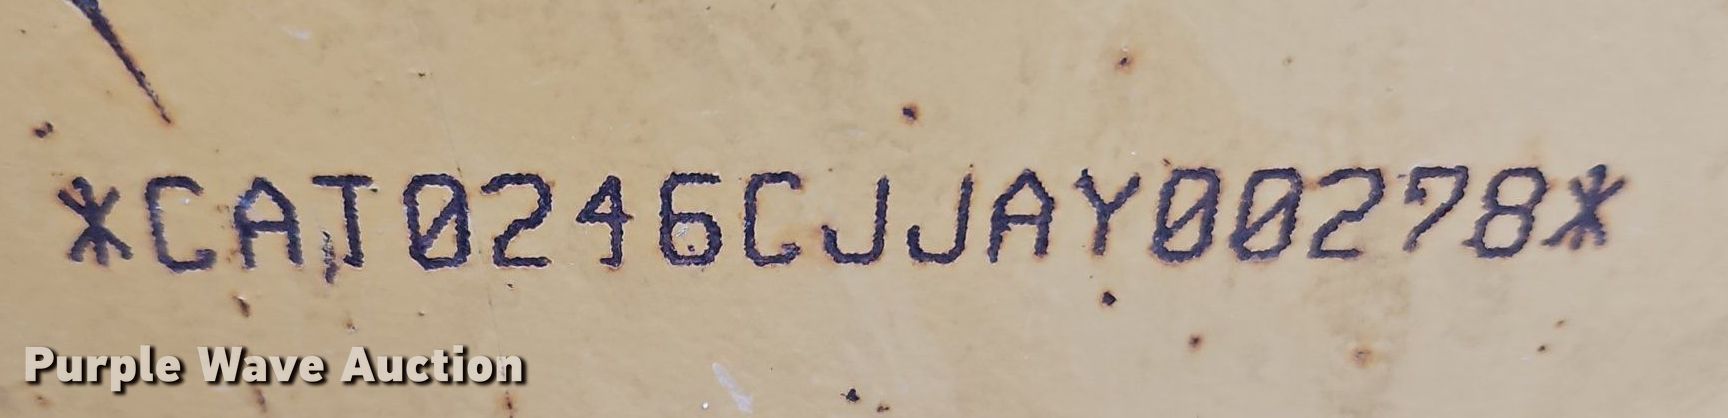 *CAT0246CJJAY00278*
Purple Wave Auction